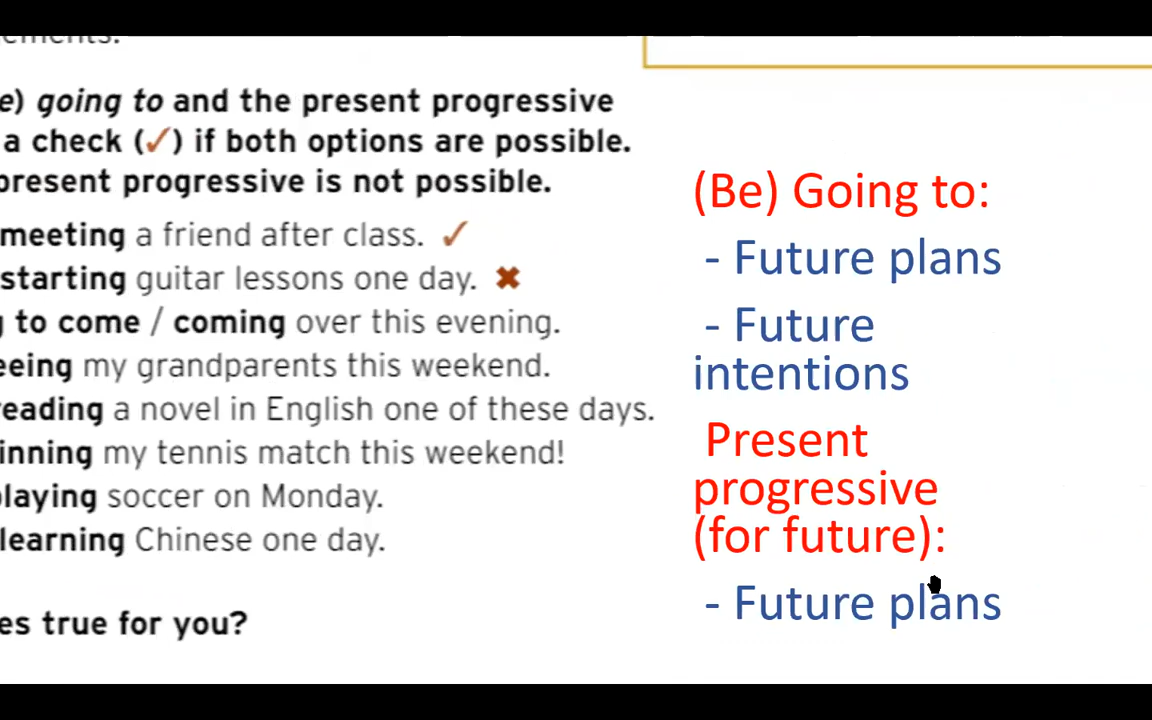 e) going to and the present progressive
a check (✓) if both options are possible.
present progressive is not possible.
meeting a friend after class. ✓
starting guitar lessons one day. ✖
g to come / coming over this evening.
eeing my grandparents this weekend.
reading a novel in English one of these days.
inning my tennis match this weekend!
playing soccer on Monday.
learning Chinese one day.
es true for you?
(Be) Going to:
- Future plans
- Future
intentions
Present
progressive
(for future):
- Future plans